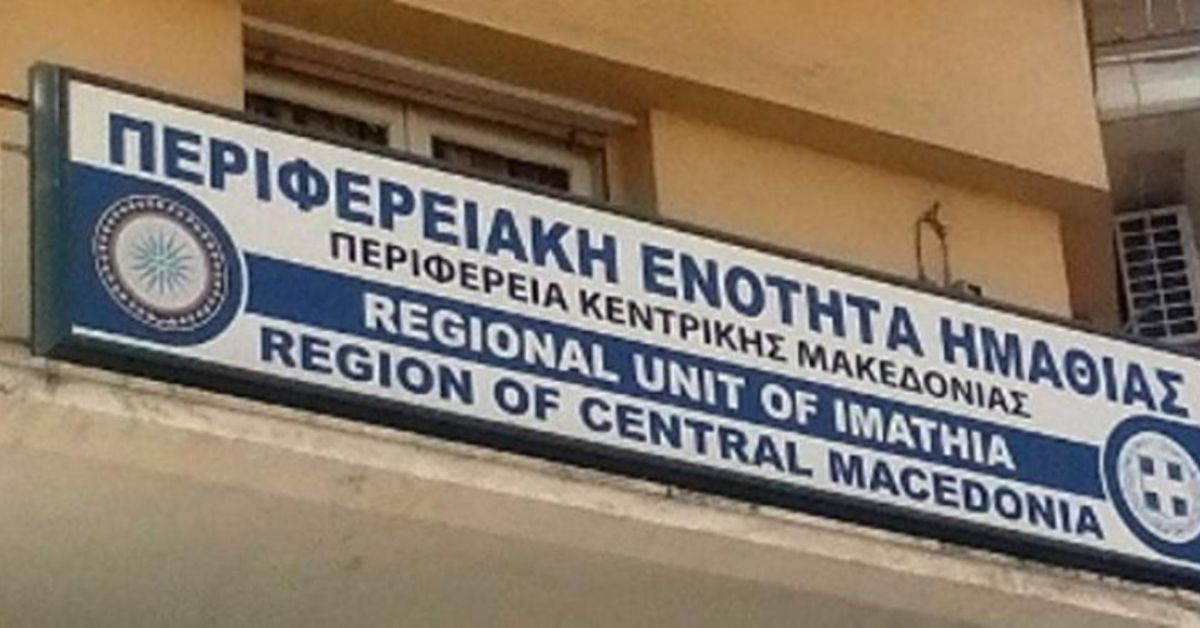 ΠΕΡΙΦΕΡΕΙΑΚΗ ΕΝΟΤΗΤΑ ΗΜΑΘΙΑΣ
ΠΕΡΙΦΕΡΕΙΑ ΚΕΝΤΡΙΚΗΣ ΜΑΚΕΔΟΝΙΑΣ
REGIONAL UNIT OF IMATHIA
REGION OF CENTRAL MACEDONIA